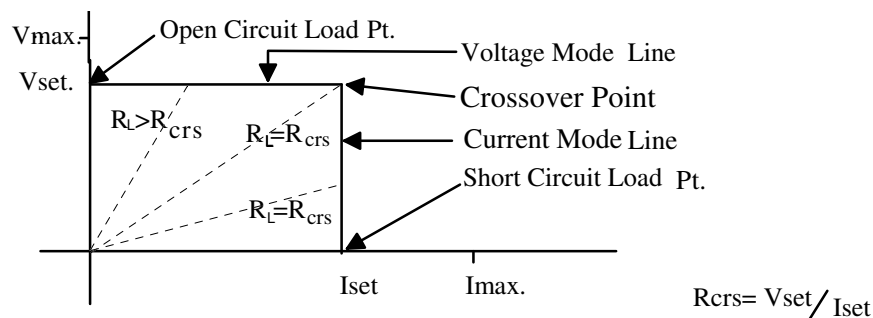 Vmax.
Open Circuit Load Pt.
Voltage Mode Line
Vset.
Crossover Point
RL>Rcrs
RL=Rcrs
Current Mode Line
Short Circuit Load Pt.
RL=Rcrs
Iset
Imax.
Rcrs= Vset/Iset